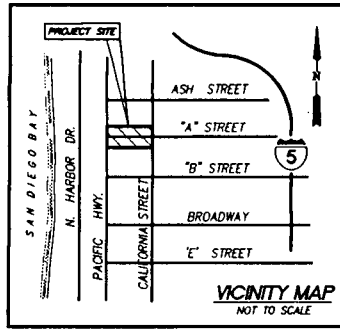 PROJECT SITE
SAN DIEGO BAY
N. HARBOR DR.
PACIFIC HWY.
CALIFORNIA STREET
ASH STREET
"A" STREET
"B" STREET
BROADWAY
'E' STREET
5
N
VICINITY MAP
NOT TO SCALE